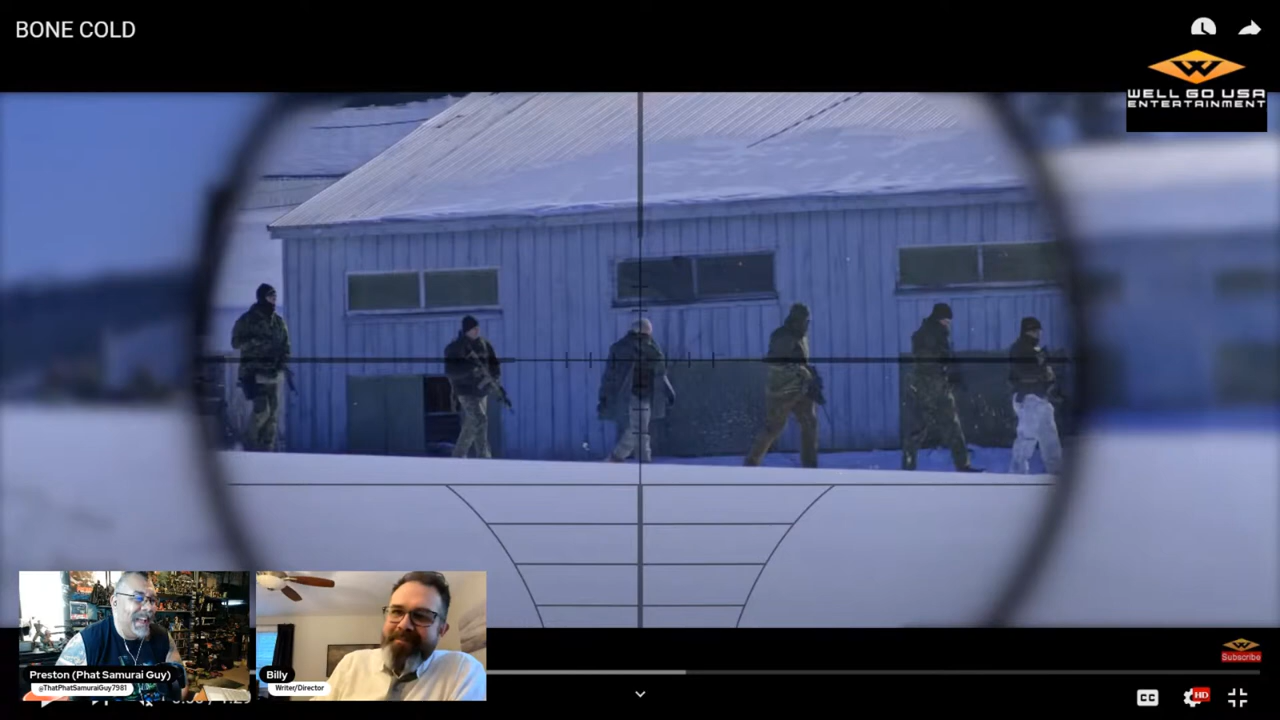 BONE COLD
WELL GO USA
ENTERTAINMENT
Subscribe
Preston (Phat Samurai Guy)
@ThatPhatSamuraiGuy7981
Billy
Writer/Director
CC
HD